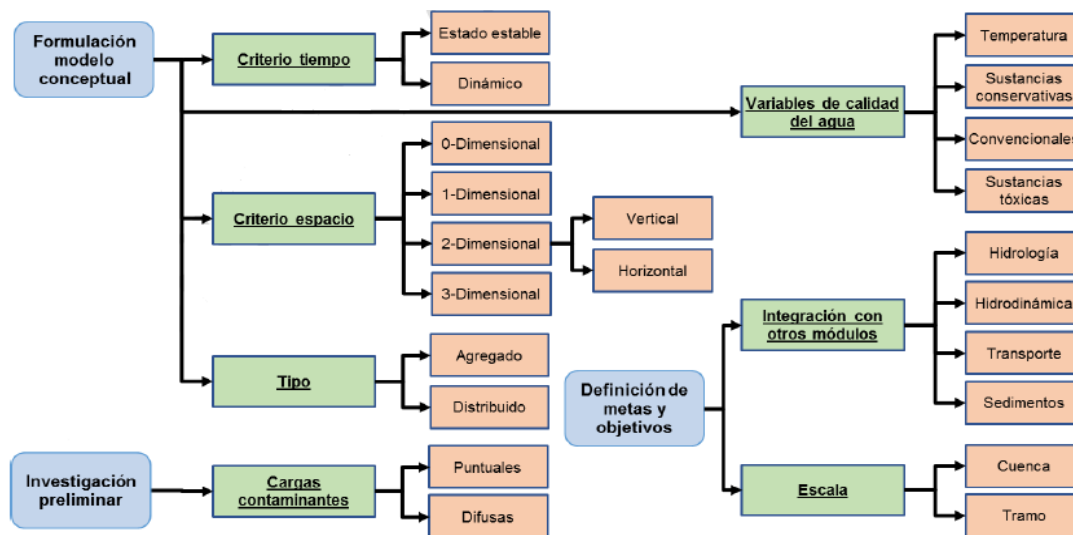 Formulación
modelo
conceptual
Criterio tiempo
Estado estable
Dinámico
Criterio espacio
0-Dimensional
1-Dimensional
2-Dimensional
3-Dimensional
Vertical
Horizontal
Tipo
Agregado
Distribuido
Investigación
preliminar
Cargas
contaminantes
Puntuales
Difusas
Variables de calidad
del agua
Temperatura
Sustancias
conservativas
Convencionales
Sustancias
tóxicas
Definición de
metas y
objetivos
Integración con
otros módulos
Hidrología
Hidrodinámica
Transporte
Sedimentos
Escala
Cuenca
Tramo